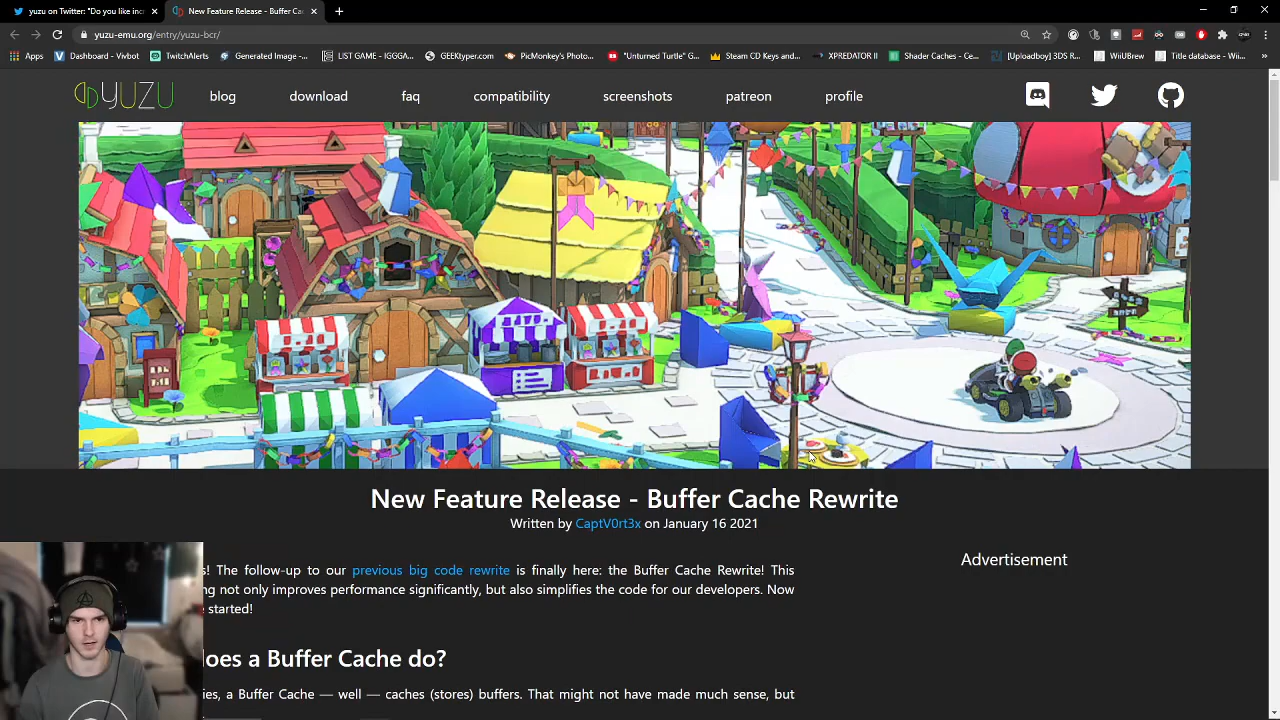 yuzu on Twitter: "Do you like incr
New Feature Release - Buffer Cac
yuzu-emu.org/entry/yuzu-bcr/
Apps Dashboard - Vivbot TwitchAlerts Generated Image -... LIST GAME - IGGGA... GEEKtyper.com PicMonkey's Photo... "Unturned Turtle" G... Steam CD Keys and... XPREDATOR II Shader Caches - Ce... [Uploadboy] 3DS R... WiiUBrew Title database - Wii...
YUZU blog download faq compatibility screenshots patreon profile
New Feature Release - Buffer Cache Rewrite
Written by CaptV0rt3x on January 16 2021
Advertisement
s! The follow-up to our previous big code rewrite is finally here: the Buffer Cache Rewrite! This
ng not only improves performance significantly, but also simplifies the code for our developers. Now
started!
oes a Buffer Cache do?
ies, a Buffer Cache — well — caches (stores) buffers. That might not have made much sense, but